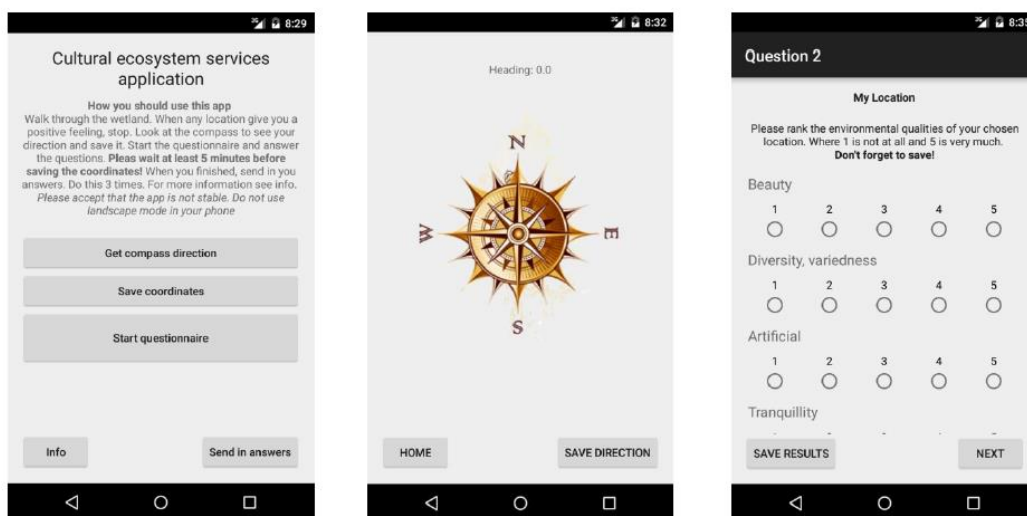 3G 8:29
Cultural ecosystem services
application
How you should use this app
Walk through the wetland. When any location give you a
positive feeling, stop. Look at the compass to see your
direction and save it. Start the questionnaire and answer
the questions. Pleas wait at least 5 minutes before
saving the coordinates! When you finished, send in you
answers. Do this 3 times. For more information see info.
Please accept that the app is not stable. Do not use
landscape mode in your phone
Get compass direction
Save coordinates
Start questionnaire
Info
Send in answers
3G 8:32
Heading: 0.0
N
W
E
S
HOME
SAVE DIRECTION
3G 8:35
Question 2
My Location
Please rank the environmental qualities of your chosen
location. Where 1 is not at all and 5 is very much.
Don't forget to save!
Beauty
1 2 3 4 5
Diversity, variedness
1 2 3 4 5
Artificial
1 2 3 4 5
Tranquillity
SAVE RESULTS
NEXT